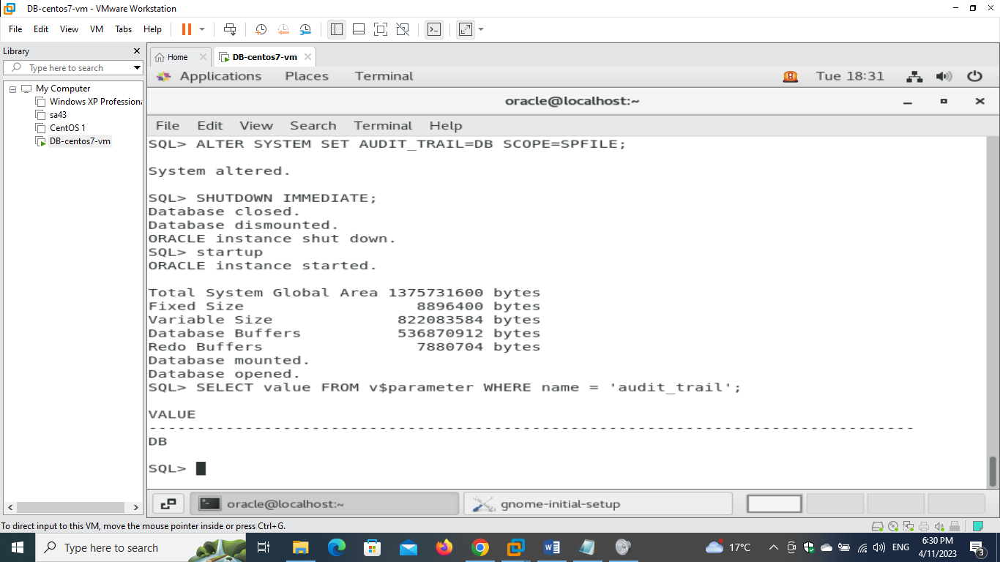 DB-centos7-vm - VMware Workstation
File Edit View VM Tabs Help
Library
Type here to search
My Computer
Windows XP Professiona
sa43
CentOS 1
DB-centos7-vm
Home DB-centos7-vm
Applications Places Terminal Tue 18:31
oracle@localhost:~
File Edit View Search Terminal Help
SQL> ALTER SYSTEM SET AUDIT_TRAIL=DB SCOPE=SPFILE;
System altered.
SQL> SHUTDOWN IMMEDIATE;
Database closed.
Database dismounted.
ORACLE instance shut down.
SQL> startup
ORACLE instance started.
Total System Global Area 1375731600 bytes
Fixed Size 8896400 bytes
Variable Size 822083584 bytes
Database Buffers 536870912 bytes
Redo Buffers 7880704 bytes
Database mounted.
Database opened.
SQL> SELECT value FROM v$parameter WHERE name = 'audit_trail';
VALUE
--------------------------------------------------------------------------------
DB
SQL>
oracle@localhost:~ gnome-initial-setup
To direct input to this VM, move the mouse pointer inside or press Ctrl+G.
Type here to search 17°C ENG 6:30 PM
4/11/2023 3